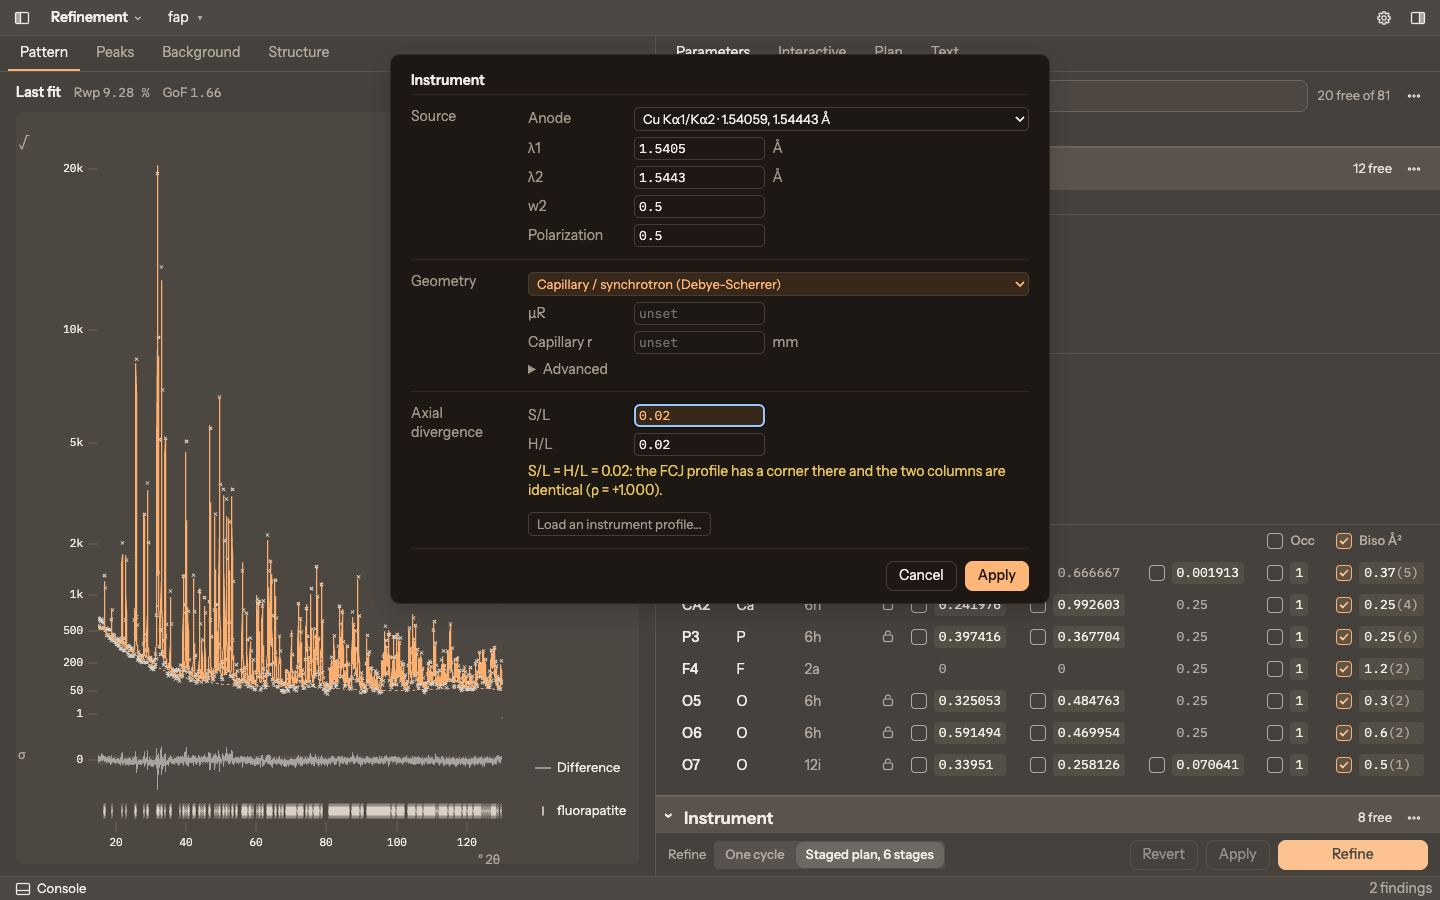 Refinement
fap
Pattern
Peaks
Background
Structure
Parameters
Interactive
Plan
Text
Last fit
Rwp 9.28 %
GoF 1.66
20 free of 81
√
20k
10k
5k
2k
1k
500
200
50
1
σ
0
Difference
fluorapatite
20
40
60
80
100
120
°2θ
12 free
Instrument
Source
Anode
Cu Kα1/Kα2 · 1.54059, 1.54443 Å
λ1
1.5405
Å
λ2
1.5443
Å
w2
0.5
Polarization
0.5
Geometry
Capillary / synchrotron (Debye-Scherrer)
μR
unset
Capillary r
unset
mm
Advanced
Axial
divergence
S/L
0.02
H/L
0.02
S/L = H/L = 0.02: the FCJ profile has a corner there and the two columns are
identical (ρ = +1.000).
Load an instrument profile…
Cancel
Apply
Occ
Biso Å²
0.666667 0.001913 1 0.37(5)
CA2 Ca 6h 0.241976 0.992603 0.25 1 0.25(4)
P3 P 6h 0.397416 0.367704 0.25 1 0.25(6)
F4 F 2a 0 0 0.25 1 1.2(2)
O5 O 6h 0.325053 0.484763 0.25 1 0.3(2)
O6 O 6h 0.591494 0.469954 0.25 1 0.6(2)
O7 O 12i 0.33951 0.258126 0.070641 1 0.5(1)
Instrument
8 free
Refine
One cycle
Staged plan, 6 stages
Revert
Apply
Refine
Console
2 findings